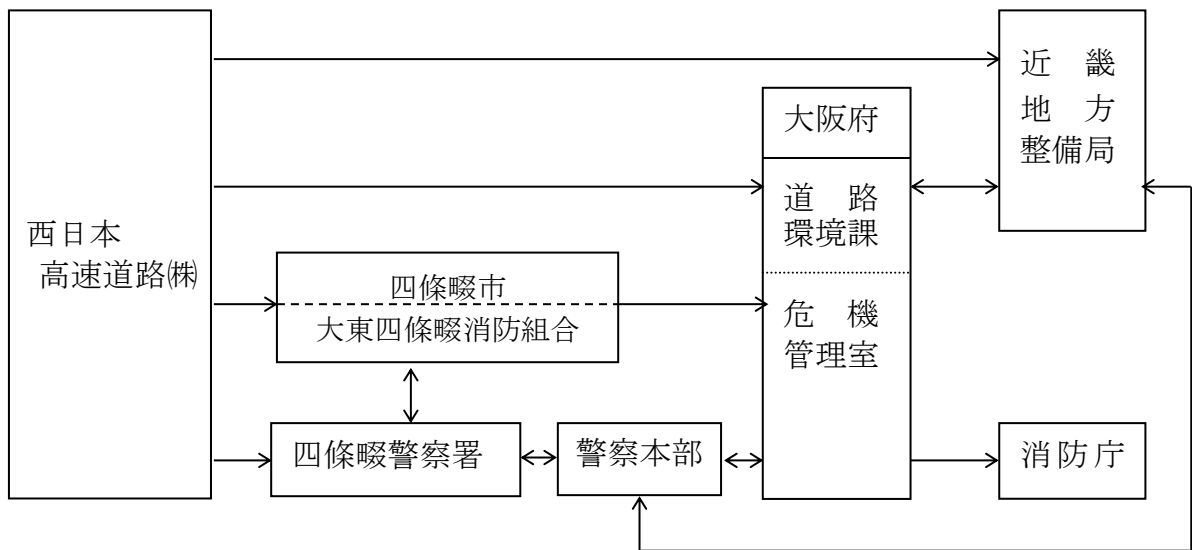 西日本
高速道路㈱
四條畷市
大東四條畷消防組合
四條畷警察署
警察本部
大阪府
道路
環境課
危機
管理室
近畿
地方
整備局
消防庁